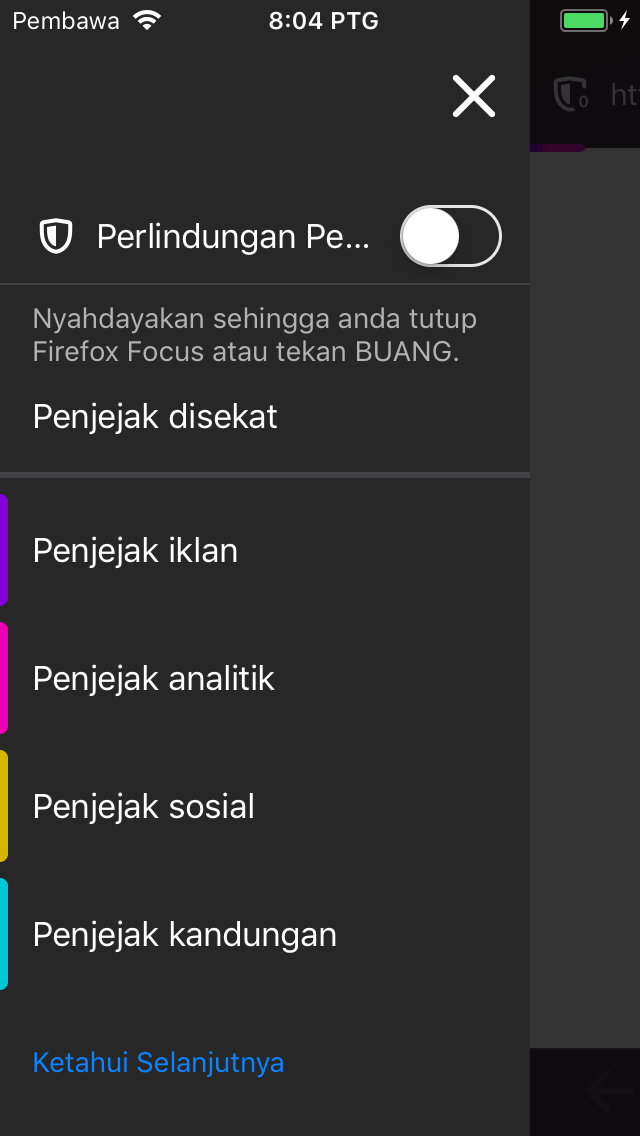 Pembawa 8:04 PTG
0 htt
Perlindungan Pe...
Nyahdayakan sehingga anda tutup
Firefox Focus atau tekan BUANG.
Penjejak disekat
Penjejak iklan
Penjejak analitik
Penjejak sosial
Penjejak kandungan
Ketahui Selanjutnya